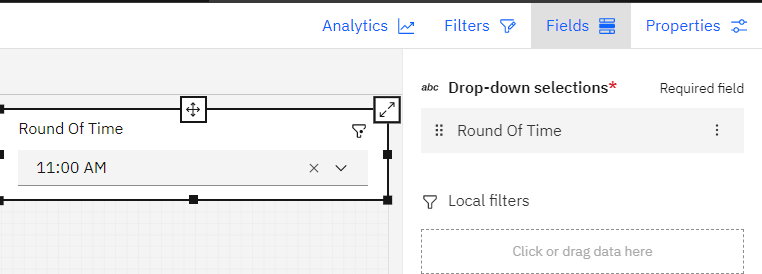 Analytics Filters Fields Properties
abc Drop-down selections* Required field
Round Of Time
Round Of Time
11:00 AM
Local filters
Click or drag data here